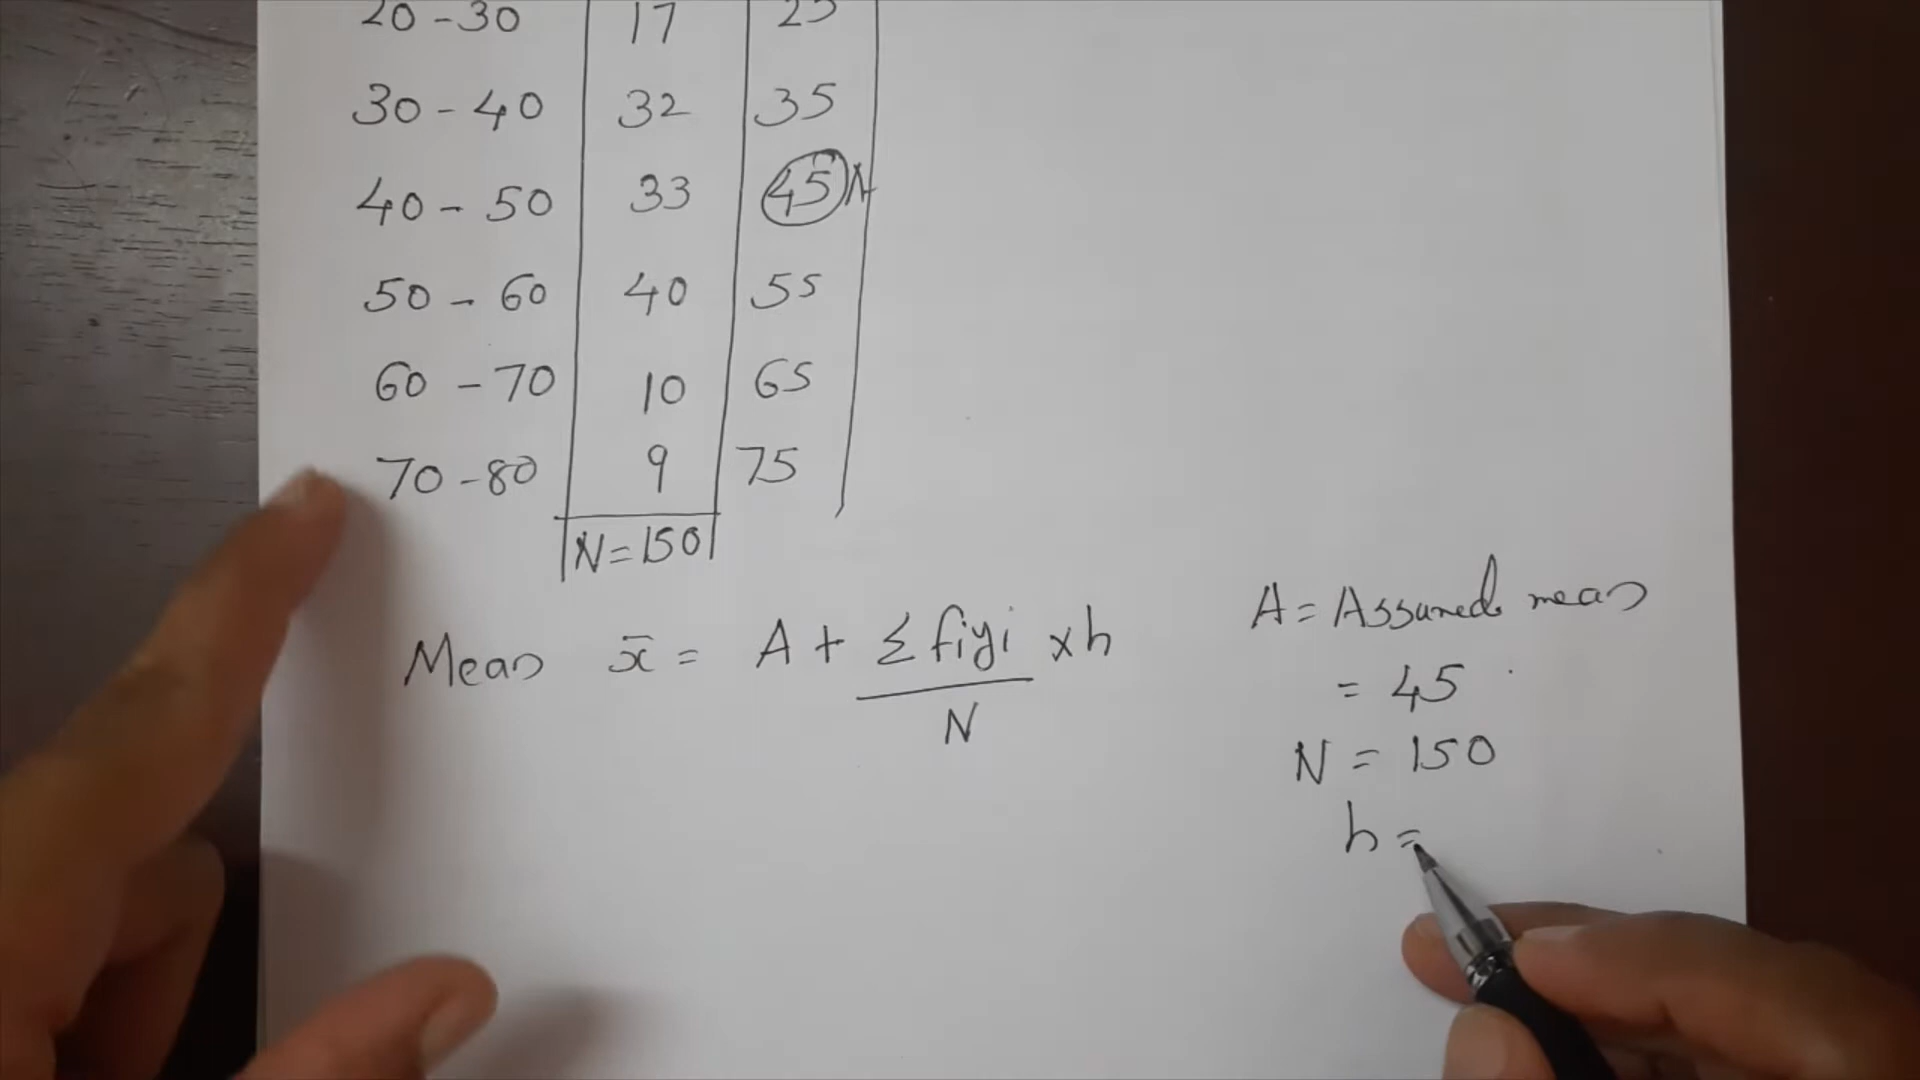 20-30 17 25
30-40 32 35
40-50 33 45 A
50-60 40 55
60-70 10 65
70-80 9 75
N=150
Mean x̄ = A + Σfiyi/N ×h
A = Assumed mean
= 45
N = 150
h =